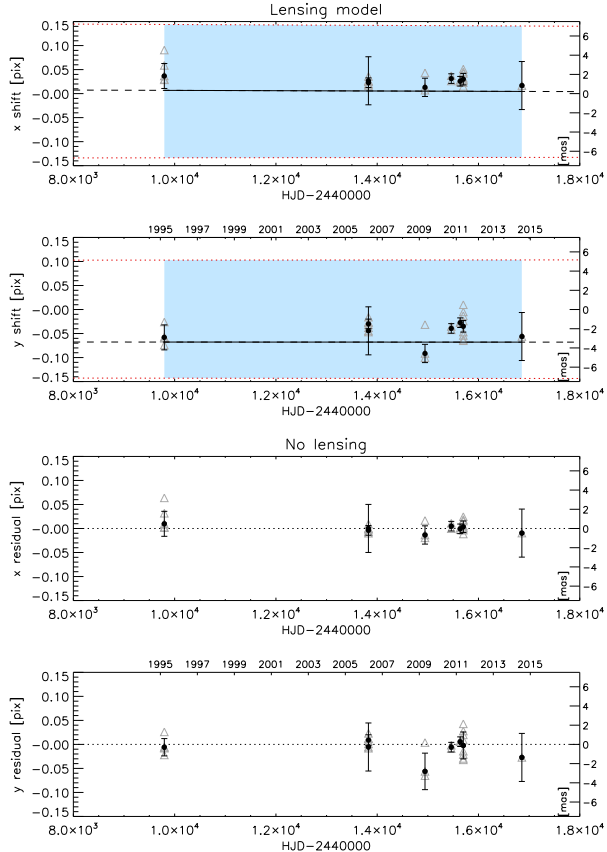 Lensing model
0.15
0.10
0.05
-0.00
-0.05
-0.10
-0.15
x shift [pix]
6
4
2
0
-2
-4
-6
[mas]
8.0×10³ 1.0×10⁴ 1.2×10⁴ 1.4×10⁴ 1.6×10⁴ 1.8×10⁴
HJD-2440000
1995 1997 1999 2001 2003 2005 2007 2009 2011 2013 2015
0.15
0.10
0.05
-0.00
-0.05
-0.10
-0.15
y shift [pix]
6
4
2
0
-2
-4
-6
[mas]
8.0×10³ 1.0×10⁴ 1.2×10⁴ 1.4×10⁴ 1.6×10⁴ 1.8×10⁴
HJD-2440000
No lensing
0.15
0.10
0.05
-0.00
-0.05
-0.10
-0.15
x residual [pix]
6
4
2
0
-2
-4
-6
[mas]
8.0×10³ 1.0×10⁴ 1.2×10⁴ 1.4×10⁴ 1.6×10⁴ 1.8×10⁴
HJD-2440000
1995 1997 1999 2001 2003 2005 2007 2009 2011 2013 2015
0.15
0.10
0.05
-0.00
-0.05
-0.10
-0.15
y residual [pix]
6
4
2
0
-2
-4
-6
[mas]
8.0×10³ 1.0×10⁴ 1.2×10⁴ 1.4×10⁴ 1.6×10⁴ 1.8×10⁴
HJD-2440000